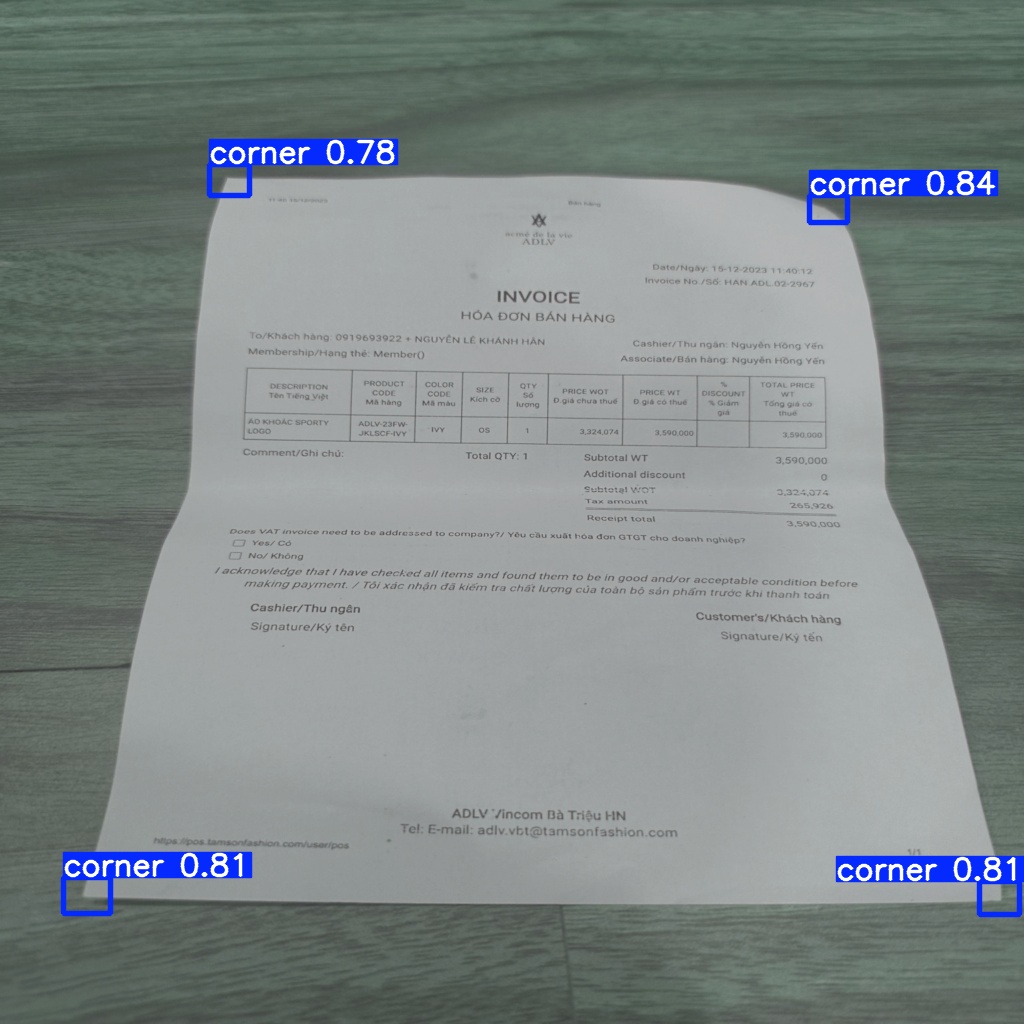 corner 0.78
corner 0.84
Bán hàng
acmé de la vie
ADLV
Date/Ngày: 15-12-2023 11:40:12
Invoice No./Số: HAN.ADL.02-2967
INVOICE
HÓA ĐƠN BÁN HÀNG
To/Khách hàng: 0919693922 + NGUYỄN LÊ KHÁNH HÂN
Cashier/Thu ngân: Nguyễn Hồng Yến
Membership/Hạng thẻ: Member()
Associate/Bán hàng: Nguyễn Hồng Yến
DESCRIPTION Tên Tiếng Việt | PRODUCT CODE Mã hàng | COLOR CODE Mã màu | SIZE Kích cỡ | QTY Số lượng | PRICE WOT Đ.giá chưa thuế | PRICE WT Đ.giá có thuế | % DISCOUNT % Giảm giá | TOTAL PRICE WT Tổng giá có thuế
ÁO KHOÁC SPORTY LOGO | ADLV-23FW-JKLSCF-IVY | IVY | OS | 1 | 3,324,074 | 3,590,000 | 3,590,000
Comment/Ghi chú: Total QTY: 1 Subtotal WT 3,590,000
Additional discount 0
Subtotal WOT 3,324,074
Tax amount 265,926
Receipt total 3,590,000
Does VAT invoice need to be addressed to company?/ Yêu cầu xuất hóa đơn GTGT cho doanh nghiệp?
Yes/ Có
No/ Không
I acknowledge that I have checked all items and found them to be in good and/or acceptable condition before
making payment. / Tôi xác nhận đã kiểm tra chất lượng của toàn bộ sản phẩm trước khi thanh toán
Cashier/Thu ngân
Customer's/Khách hàng
Signature/Ký tên
Signature/Ký tên
ADLV Vincom Bà Triệu HN
Tel: E-mail: adlv.vbt@tamsonfashion.com
https://pos.tamsonfashion.com/user/pos
1/1
corner 0.81
corner 0.81